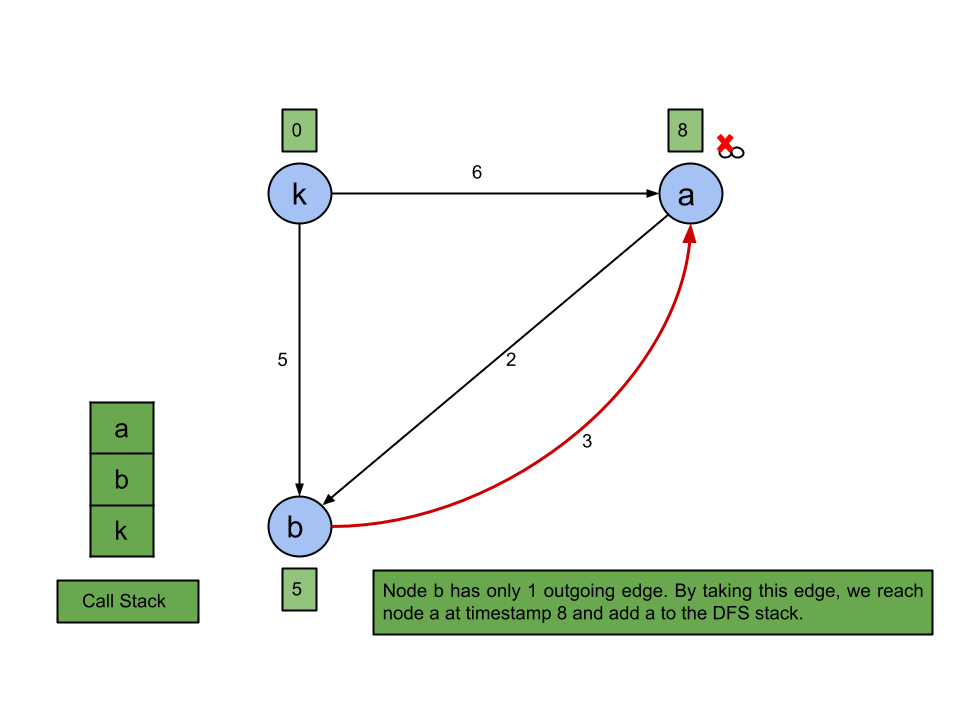 0
8
∞
k
6
a
5
2
3
a
b
k
b
Call Stack
5
Node b has only 1 outgoing edge. By taking this edge, we reach
node a at timestamp 8 and add a to the DFS stack.